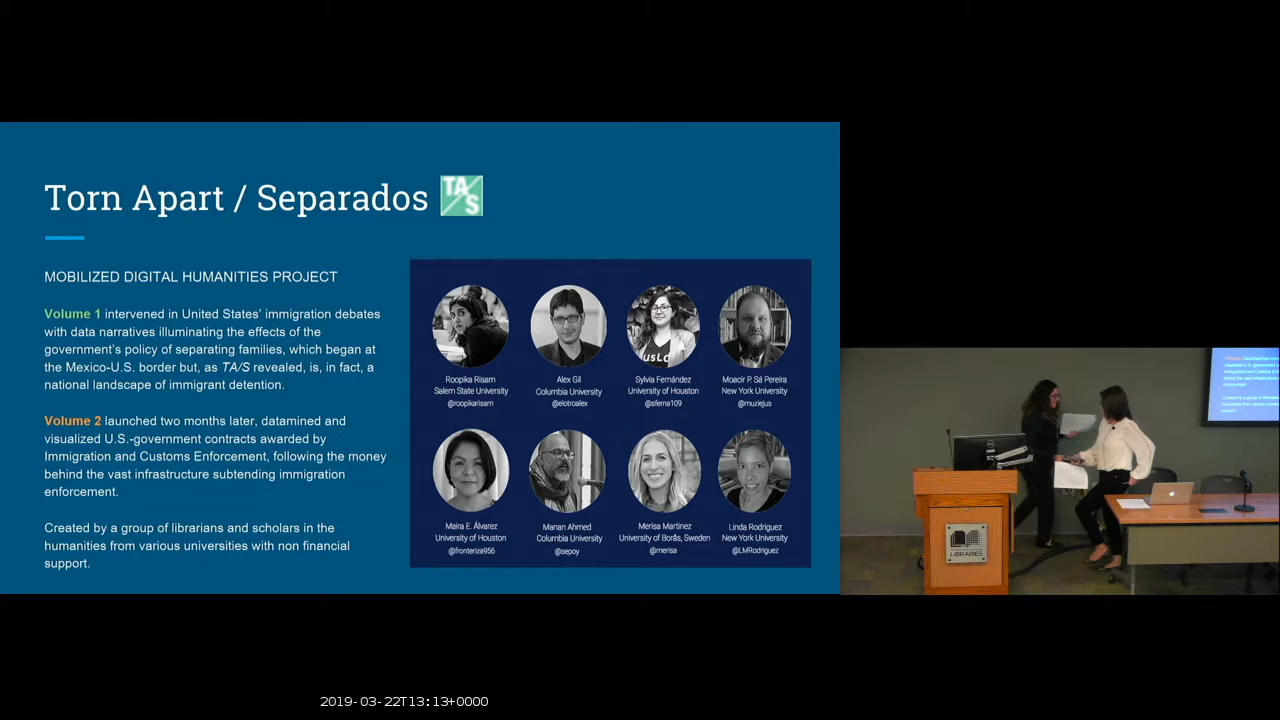 Torn Apart / Separados
TA/S
MOBILIZED DIGITAL HUMANITIES PROJECT
Volume 1 intervened in United States' immigration debates
with data narratives illuminating the effects of the
government's policy of separating families, which began at
the Mexico-U.S. border but, as TA/S revealed, is, in fact, a
national landscape of immigrant detention.
Volume 2 launched two months later, datamined and
visualized U.S.-government contracts awarded by
Immigration and Customs Enforcement, following the money
behind the vast infrastructure subtending immigration
enforcement.
Created by a group of librarians and scholars in the
humanities from various universities with non financial
support.
Roopika Risam
Salem State University
@roopikarisam
Alex Gil
Columbia University
@elotroalex
Sylvia Fernández
University of Houston
@sferna109
Moacir P. Sá Pereira
New York University
@muziejus
Maira E. Álvarez
University of Houston
@fronteriza956
Manan Ahmed
Columbia University
@sepoy
Merisa Martinez
University of Borås, Sweden
@merisa
Linda Rodriguez
New York University
@LMRodriguez
LIBRARIES
2019-03-22T13:13+0000